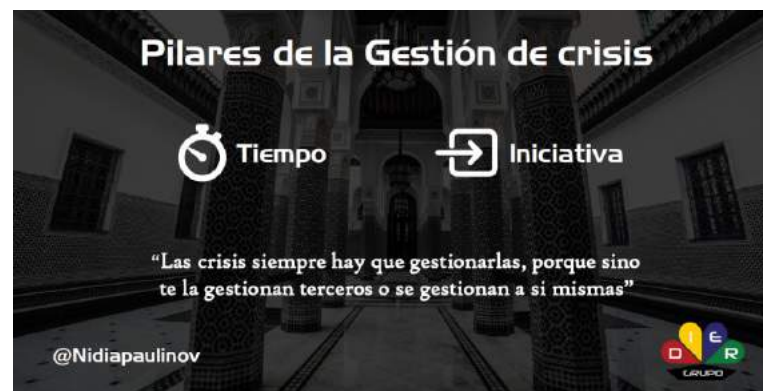 Pilares de la Gestión de crisis
Tiempo
Iniciativa
“Las crisis siempre hay que gestionarlas, porque sino
te la gestionan terceros o se gestionan a si mismas”
@Nidiapaulinov
D I E R
GRUPO